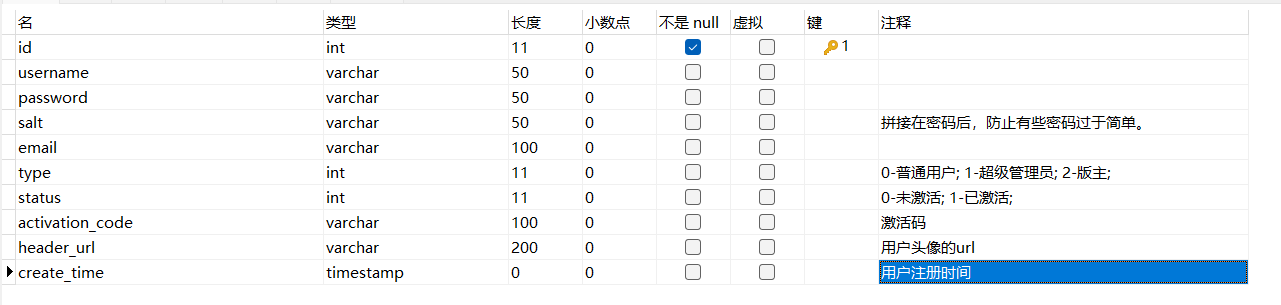 名 类型 长度 小数点 不是 null 虚拟 键 注释
id int 11 0 1
username varchar 50 0
password varchar 50 0
salt varchar 50 0 拼接在密码后，防止有些密码过于简单。
email varchar 100 0
type int 11 0 0-普通用户; 1-超级管理员; 2-版主;
status int 11 0 0-未激活; 1-已激活;
activation_code varchar 100 0 激活码
header_url varchar 200 0 用户头像的url
create_time timestamp 0 0 用户注册时间